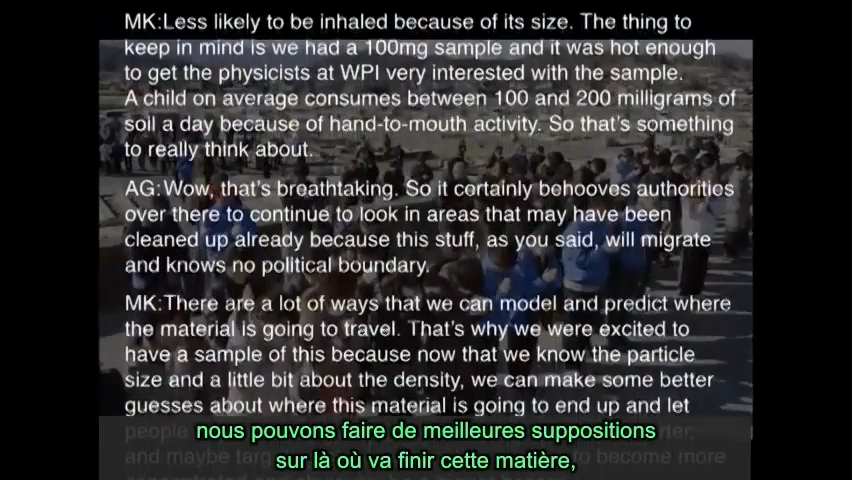 MK:Less likely to be inhaled because of its size. The thing to
keep in mind is we had a 100mg sample and it was hot enough
to get the physicists at WPI very interested with the sample.
A child on average consumes between 100 and 200 milligrams of
soil a day because of hand-to-mouth activity. So that's something
to really think about.
AG:Wow, that's breathtaking. So it certainly behooves authorities
over there to continue to look in areas that may have been
cleaned up already because this stuff, as you said, will migrate
and knows no political boundary.
MK:There are a lot of ways that we can model and predict where
the material is going to travel. That's why we were excited to
have a sample of this because now that we know the particle
size and a little bit about the density, we can make some better
guesses about where this material is going to end up and let
people
nous pouvons faire de meilleures suppositions
and maybe
to become more
sur là où va finir cette matière,